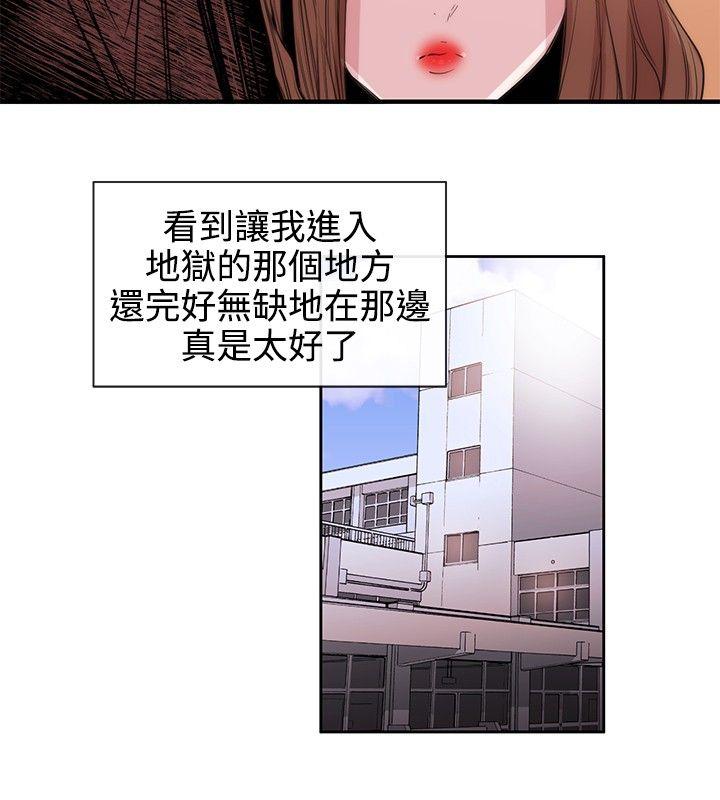 看到讓我進入
地獄的那個地方
還完好無缺地在那邊
真是太好了